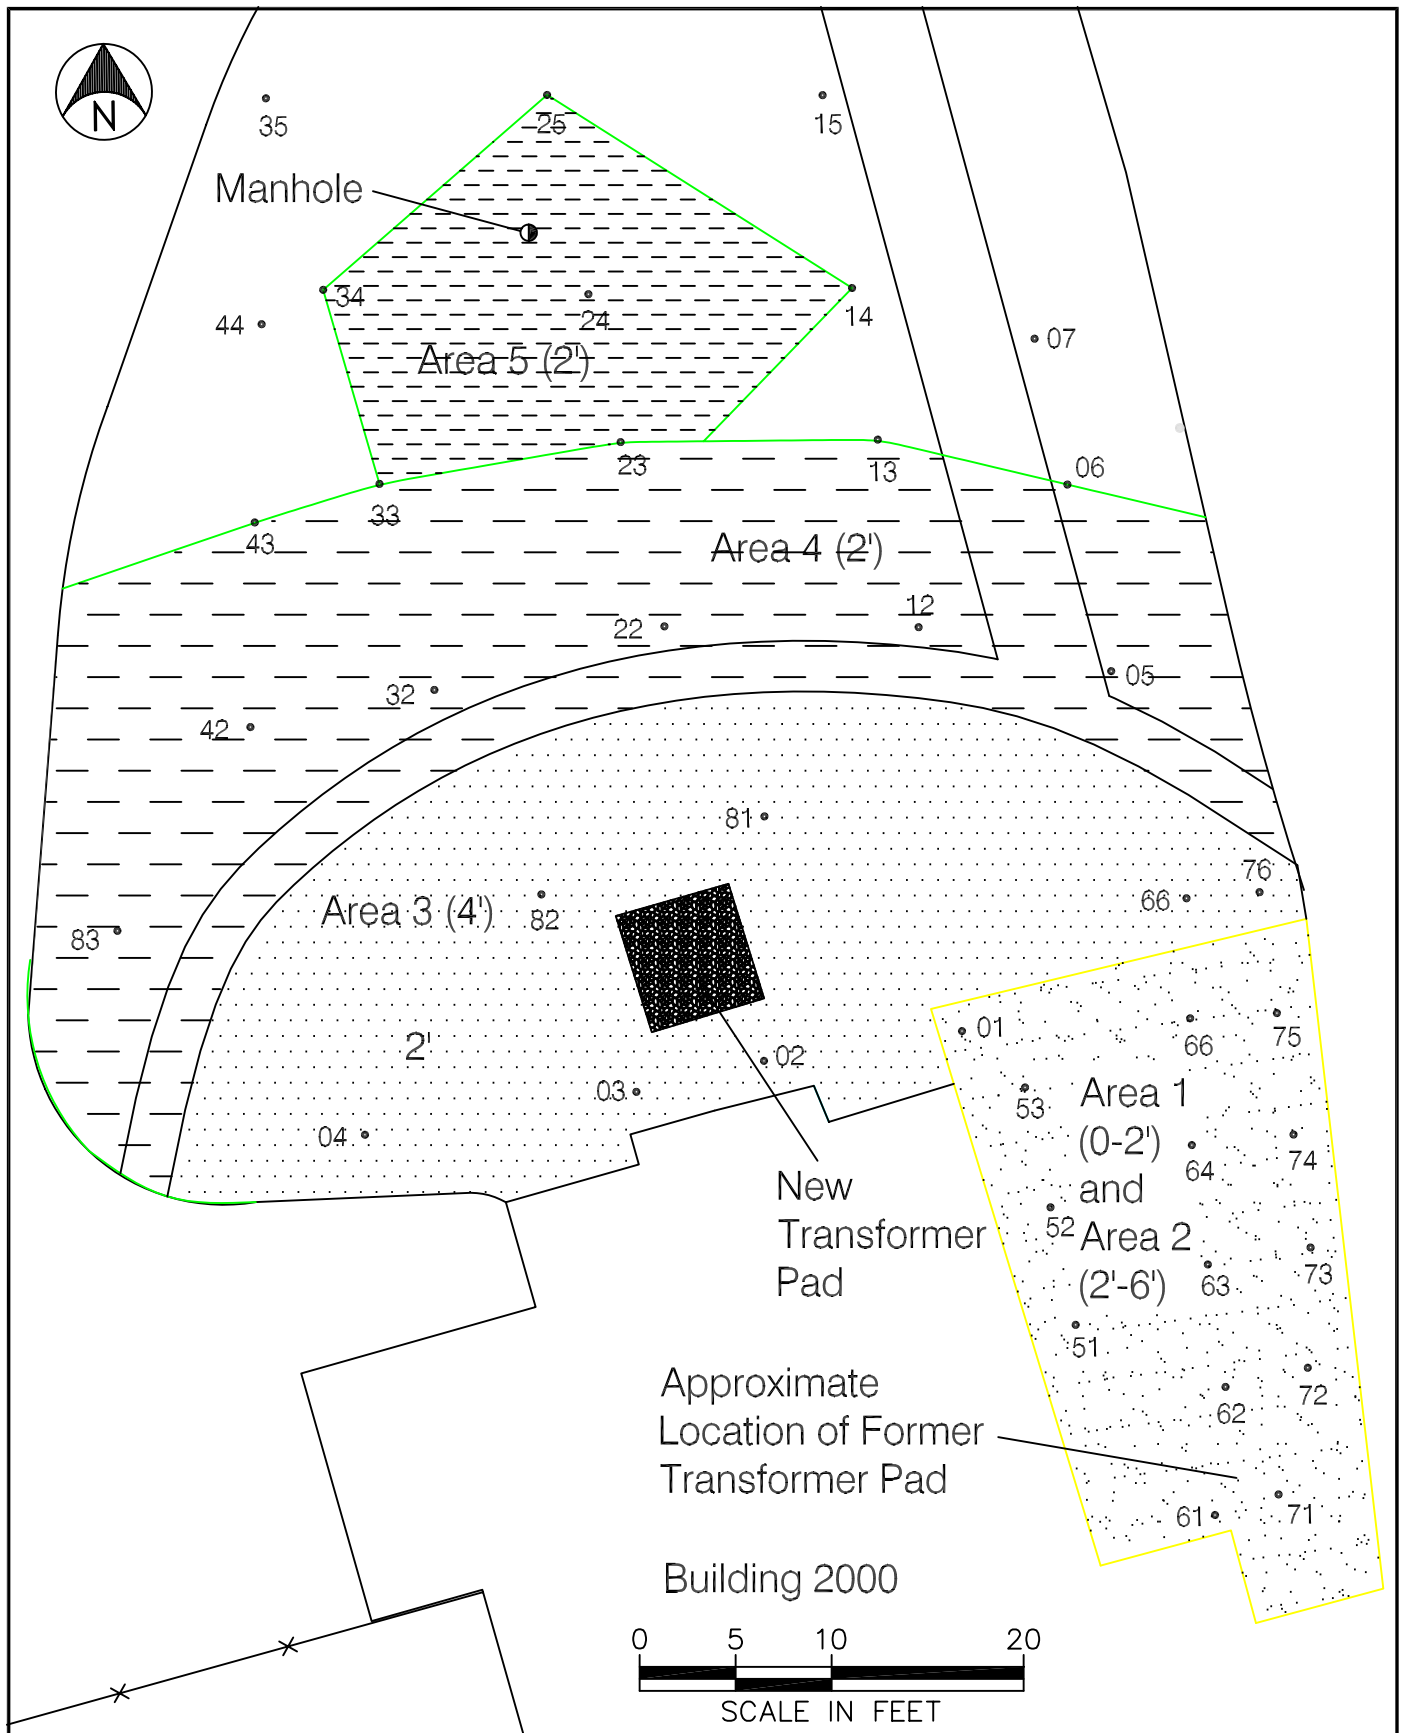 N
35
25
15
Manhole
34
24
14
44
07
Area 5 (2')
23
13
06
33
43
Area 4 (2')
22
12
05
32
42
81
76
66
Area 3 (4')
82
83
01
66
75
2'
02
03
53
04
Area 1
(0-2')
and
Area 2
(2'-6')
64
74
52
63
73
New
Transformer
Pad
51
Approximate
Location of Former
Transformer Pad
62
72
61
71
Building 2000
0 5 10 20
SCALE IN FEET